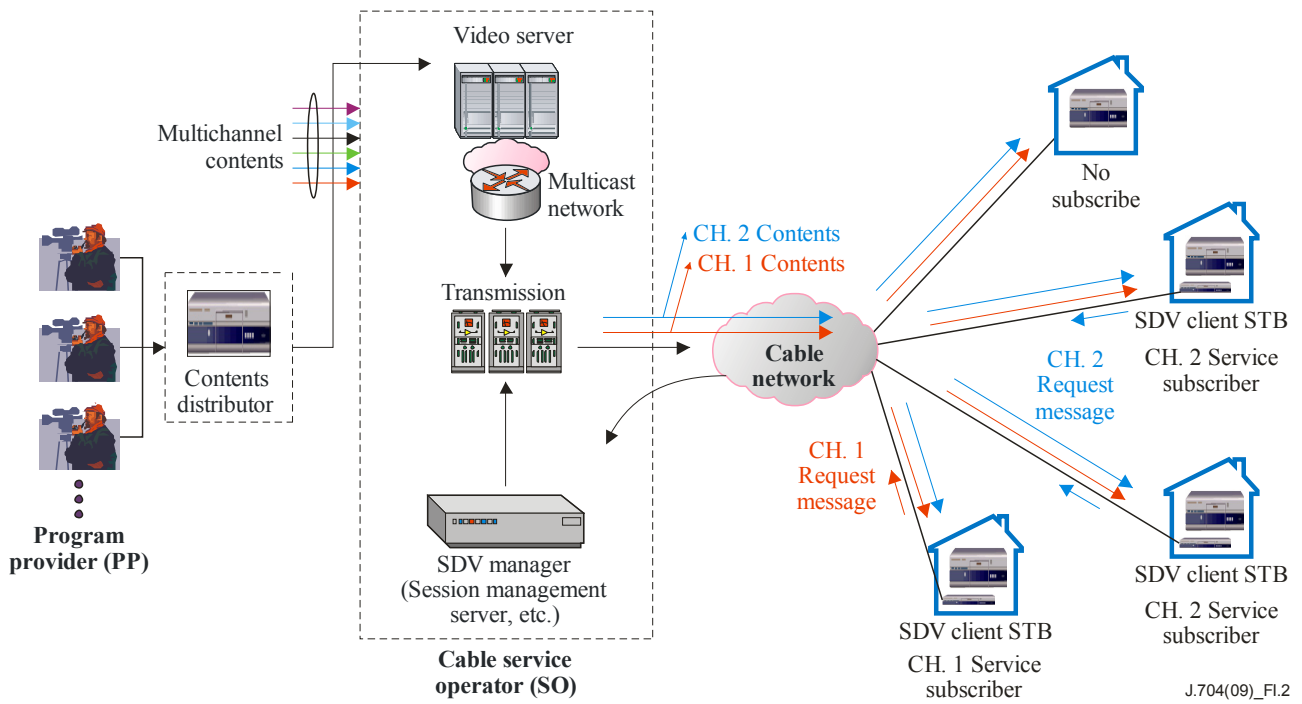 Video server
Multichannel
contents
Multicast
network
No
subscribe
CH. 2 Contents
CH. 1 Contents
Transmission
Contents
distributor
Cable
network
SDV client STB
CH. 2 Service
subscriber
CH. 2
Request
message
CH. 1
Request
message
Program
provider (PP)
SDV manager
(Session management
server, etc.)
SDV client STB
CH. 2 Service
subscriber
SDV client STB
CH. 1 Service
subscriber
Cable service
operator (SO)
J.704(09)_FI.2